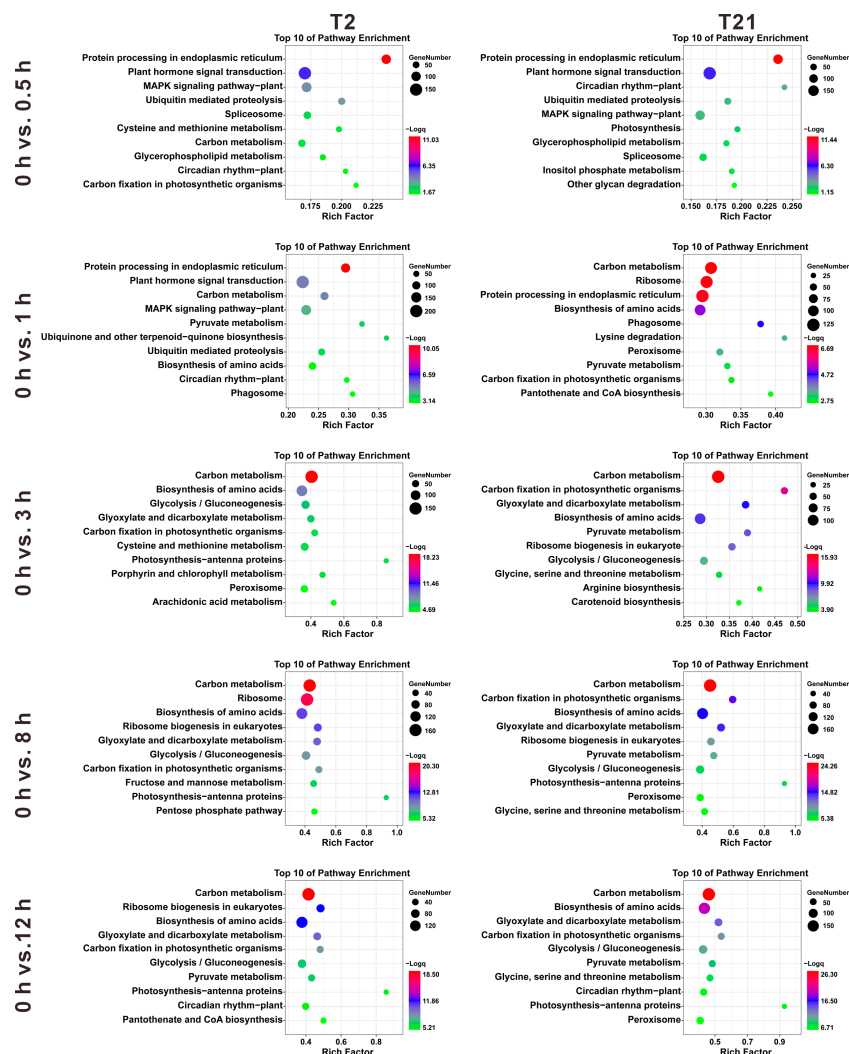 T2
T21
0 h vs. 0.5 h
Top 10 of Pathway Enrichment
Protein processing in endoplasmic reticulum
Plant hormone signal transduction
MAPK signaling pathway−plant
Ubiquitin mediated proteolysis
Spliceosome
Cysteine and methionine metabolism
Carbon metabolism
Glycerophospholipid metabolism
Circadian rhythm−plant
Carbon fixation in photosynthetic organisms
0.175 0.200 0.225
Rich Factor
GeneNumber
50
100
150
−Logq
11.03
6.35
1.67
Top 10 of Pathway Enrichment
Protein processing in endoplasmic reticulum
Plant hormone signal transduction
Circadian rhythm−plant
Ubiquitin mediated proteolysis
MAPK signaling pathway−plant
Photosynthesis
Glycerophospholipid metabolism
Spliceosome
Inositol phosphate metabolism
Other glycan degradation
0.150 0.175 0.200 0.225 0.250
Rich Factor
GeneNumber
50
100
150
−Logq
11.44
6.30
1.15
0 h vs. 1 h
Top 10 of Pathway Enrichment
Protein processing in endoplasmic reticulum
Plant hormone signal transduction
Carbon metabolism
MAPK signaling pathway−plant
Pyruvate metabolism
Ubiquinone and other terpenoid−quinone biosynthesis
Ubiquitin mediated proteolysis
Biosynthesis of amino acids
Circadian rhythm−plant
Phagosome
0.20 0.25 0.30 0.35
Rich Factor
GeneNumber
50
100
150
200
−Logq
10.05
6.59
3.14
Top 10 of Pathway Enrichment
Carbon metabolism
Ribosome
Protein processing in endoplasmic reticulum
Biosynthesis of amino acids
Phagosome
Lysine degradation
Peroxisome
Pyruvate metabolism
Carbon fixation in photosynthetic organisms
Pantothenate and CoA biosynthesis
0.30 0.40
Rich Factor
GeneNumber
25
50
75
100
125
−Logq
6.69
4.72
2.75
0 h vs. 3 h
Top 10 of Pathway Enrichment
Carbon metabolism
Biosynthesis of amino acids
Glycolysis / Gluconeogenesis
Glyoxylate and dicarboxylate metabolism
Carbon fixation in photosynthetic organisms
Cysteine and methionine metabolism
Photosynthesis−antenna proteins
Porphyrin and chlorophyll metabolism
Peroxisome
Arachidonic acid metabolism
0.4 0.6 0.8
Rich Factor
GeneNumber
50
100
150
−Logq
18.23
11.46
4.69
Top 10 of Pathway Enrichment
Carbon metabolism
Carbon fixation in photosynthetic organisms
Glyoxylate and dicarboxylate metabolism
Biosynthesis of amino acids
Pyruvate metabolism
Ribosome biogenesis in eukaryote
Glycolysis / Gluconeogenesis
Glycine, serine and threonine metabolism
Arginine biosynthesis
Carotenoid biosynthesis
0.25 0.30 0.35 0.40 0.45 0.50
Rich Factor
GeneNumber
25
50
75
100
−Logq
15.93
9.92
3.90
0 h vs. 8 h
Top 10 of Pathway Enrichment
Carbon metabolism
Ribosome
Biosynthesis of amino acids
Ribosome biogenesis in eukaryotes
Glyoxylate and dicarboxylate metabolism
Glycolysis / Gluconeogenesis
Carbon fixation in photosynthetic organisms
Fructose and mannose metabolism
Photosynthesis−antenna proteins
Pentose phosphate pathway
0.4 0.6 0.8 1.0
Rich Factor
GeneNumber
40
80
120
160
−Logq
20.30
12.81
5.32
Top 10 of Pathway Enrichment
Carbon metabolism
Carbon fixation in photosynthetic organisms
Biosynthesis of amino acids
Glyoxylate and dicarboxylate metabolism
Ribosome biogenesis in eukaryotes
Pyruvate metabolism
Glycolysis / Gluconeogenesis
Photosynthesis−antenna proteins
Peroxisome
Glycine, serine and threonine metabolism
0.4 0.6 0.8 1.0
Rich Factor
GeneNumber
40
80
120
160
−Logq
24.26
14.82
5.38
0 h vs.12 h
Top 10 of Pathway Enrichment
Carbon metabolism
Ribosome biogenesis in eukaryotes
Biosynthesis of amino acids
Glyoxylate and dicarboxylate metabolism
Carbon fixation in photosynthetic organisms
Glycolysis / Gluconeogenesis
Pyruvate metabolism
Photosynthesis−antenna proteins
Circadian rhythm−plant
Pantothenate and CoA biosynthesis
0.4 0.6 0.8
Rich Factor
GeneNumber
40
80
120
−Logq
18.50
11.86
5.21
Top 10 of Pathway Enrichment
Carbon metabolism
Biosynthesis of amino acids
Glyoxylate and dicarboxylate metabolism
Carbon fixation in photosynthetic organisms
Glycolysis / Gluconeogenesis
Pyruvate metabolism
Glycine, serine and threonine metabolism
Circadian rhythm−plant
Photosynthesis−antenna proteins
Peroxisome
0.5 0.7 0.9
Rich Factor
GeneNumber
50
100
150
−Logq
26.30
16.50
6.71